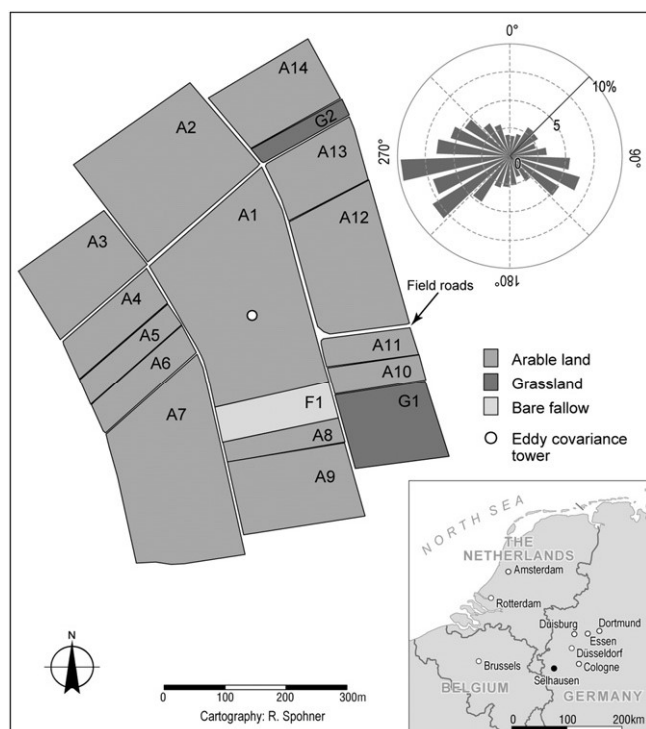 0°
10%
5
0
270°
90°
180°
A14
G2
A2
A13
A1
A12
A3
A4
A5
A6
A7
A11
A10
F1
G1
A8
A9
Field roads
Arable land
Grassland
Bare fallow
Eddy covariance
tower
N
0 100 200 300m
Cartography: R. Spohner
NORTH SEA
THE
NETHERLANDS
Amsterdam
Rotterdam
Duisburg
Dortmund
Essen
Düsseldorf
Brussels
Cologne
Selhausen
BELGIUM
GERMANY
0 100 200km